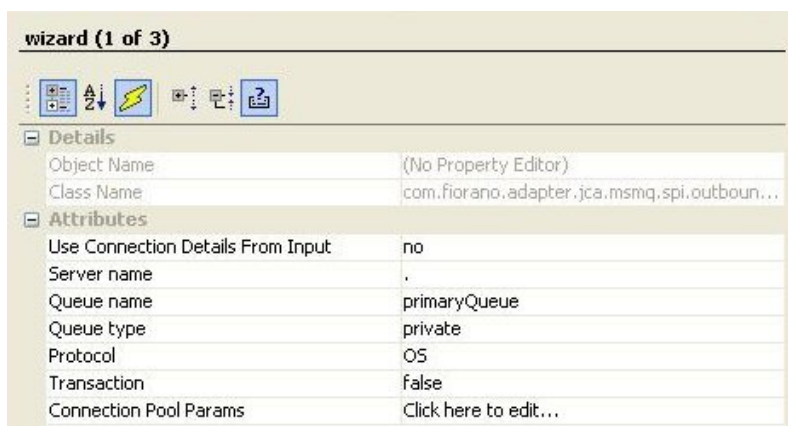 wizard (1 of 3)
A
Z
?
Details
Object Name (No Property Editor)
Class Name com.fiorano.adapter.jca.msmq.spi.outboun...
Attributes
Use Connection Details From Input no
Server name .
Queue name primaryQueue
Queue type private
Protocol OS
Transaction false
Connection Pool Params Click here to edit...